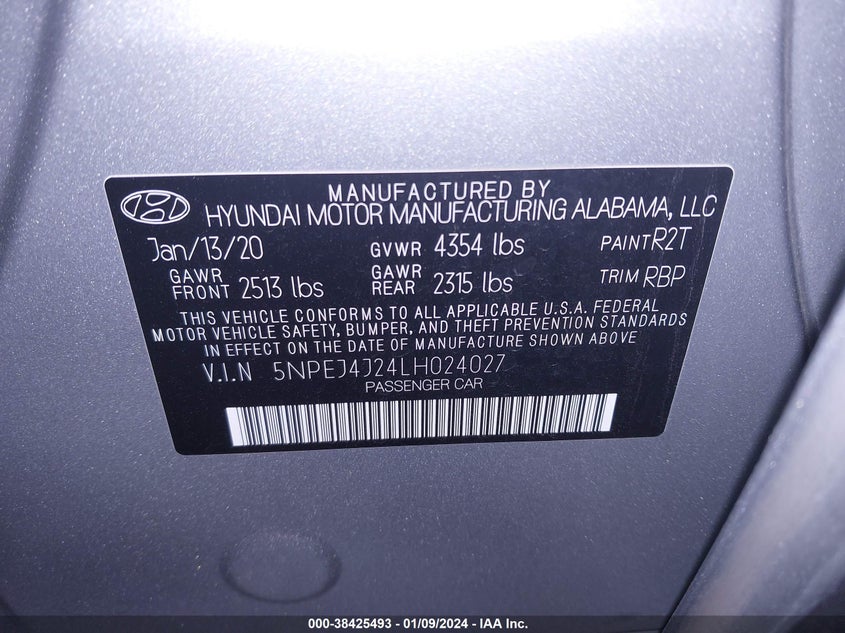 MANUFACTURED BY
HYUNDAI MOTOR MANUFACTURING ALABAMA, LLC
Jan/13/20 GVWR 4354 lbs PAINT R2T
GAWR FRONT 2513 lbs GAWR REAR 2315 lbs TRIM RBP
THIS VEHICLE CONFORMS TO ALL APPLICABLE U.S.A. FEDERAL
MOTOR VEHICLE SAFETY, BUMPER, AND THEFT PREVENTION STANDARDS
IN EFFECT ON THE DATE OF MANUFACTURE SHOWN ABOVE
V.I.N 5NPEJ4J24LH024027
PASSENGER CAR
000-38425493 - 01/09/2024 - IAA Inc.